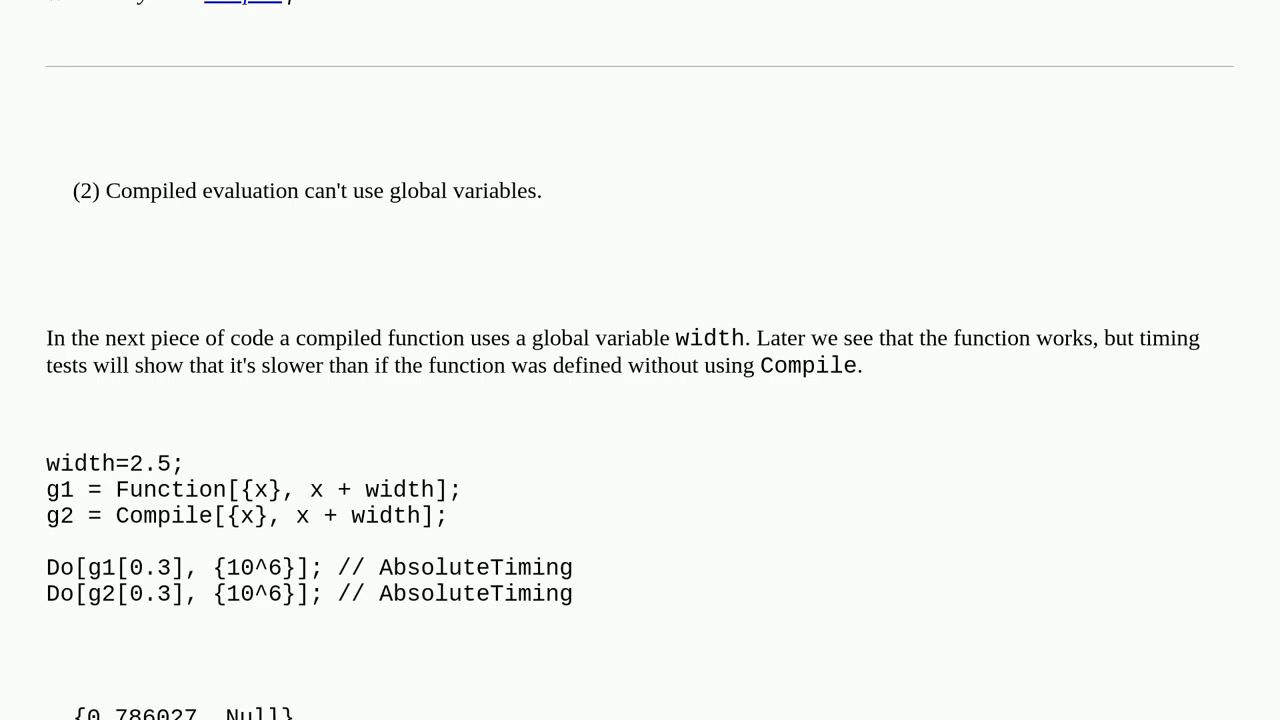 (2) Compiled evaluation can't use global variables.
In the next piece of code a compiled function uses a global variable width. Later we see that the function works, but timing
tests will show that it's slower than if the function was defined without using Compile.
width=2.5;
g1 = Function[{x}, x + width];
g2 = Compile[{x}, x + width];
Do[g1[0.3], {10^6}]; // AbsoluteTiming
Do[g2[0.3], {10^6}]; // AbsoluteTiming
{0.786027, Null}